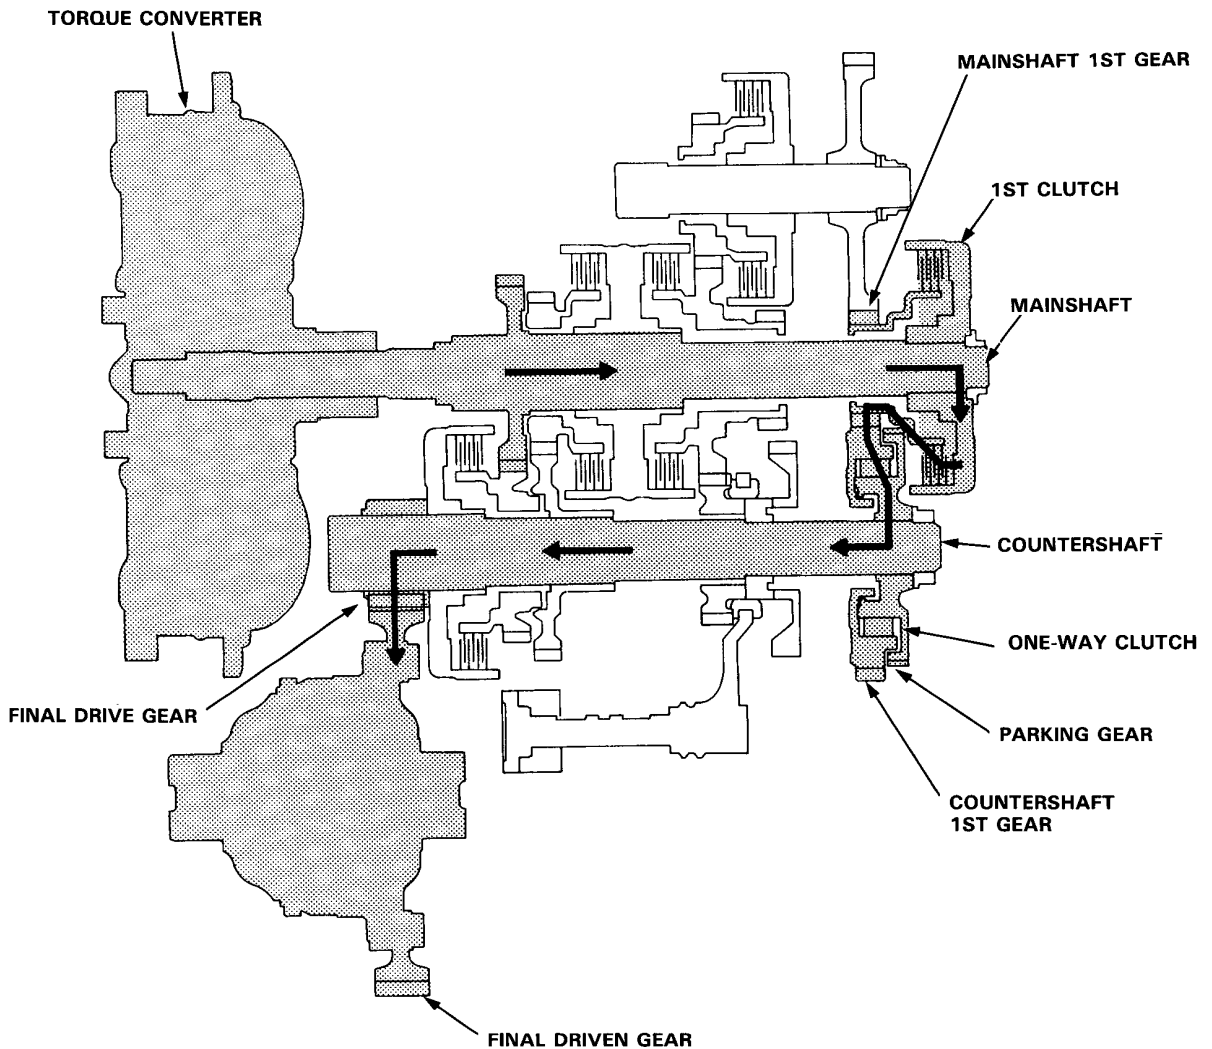 TORQUE CONVERTER
MAINSHAFT 1ST GEAR
1ST CLUTCH
MAINSHAFT
COUNTERSHAFT
ONE-WAY CLUTCH
FINAL DRIVE GEAR
PARKING GEAR
COUNTERSHAFT
1ST GEAR
FINAL DRIVEN GEAR